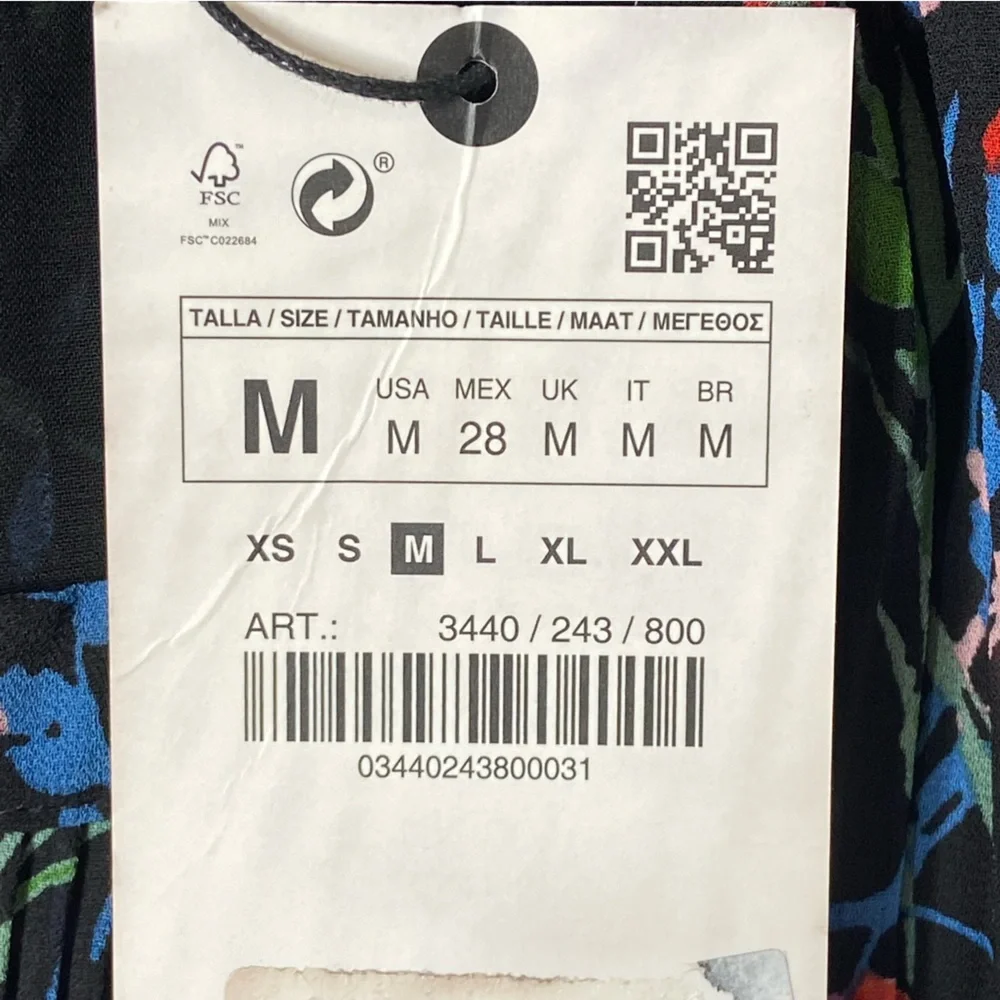 FSC™
MIX
FSC™ C022684
®
TALLA / SIZE / TAMANHO / TAILLE / MAAT / ΜΕΓΕΘΟΣ
USA MEX UK IT BR
M M 28 M M M
XS S M L XL XXL
ART.: 3440 / 243 / 800
03440243800031